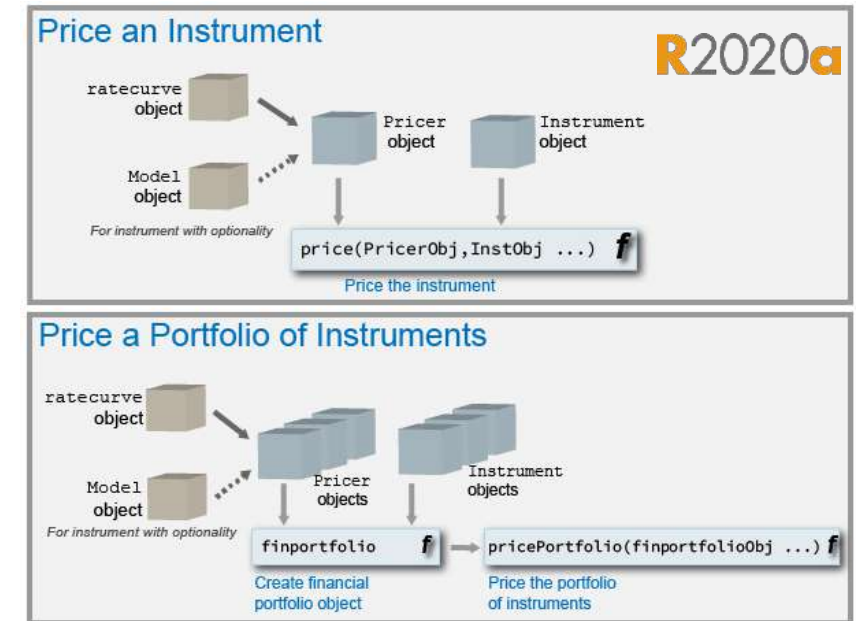 Price an Instrument
R2020a
ratecurve
object
Pricer
object
Instrument
object
Model
object
For instrument with optionality
price(PricerObj,InstObj ...) f
Price the instrument
Price a Portfolio of Instruments
ratecurve
object
Pricer
objects
Instrument
objects
Model
object
For instrument with optionality
finportfolio f
pricePortfolio(finportfolioObj ...) f
Create financial
portfolio object
Price the portfolio
of instruments